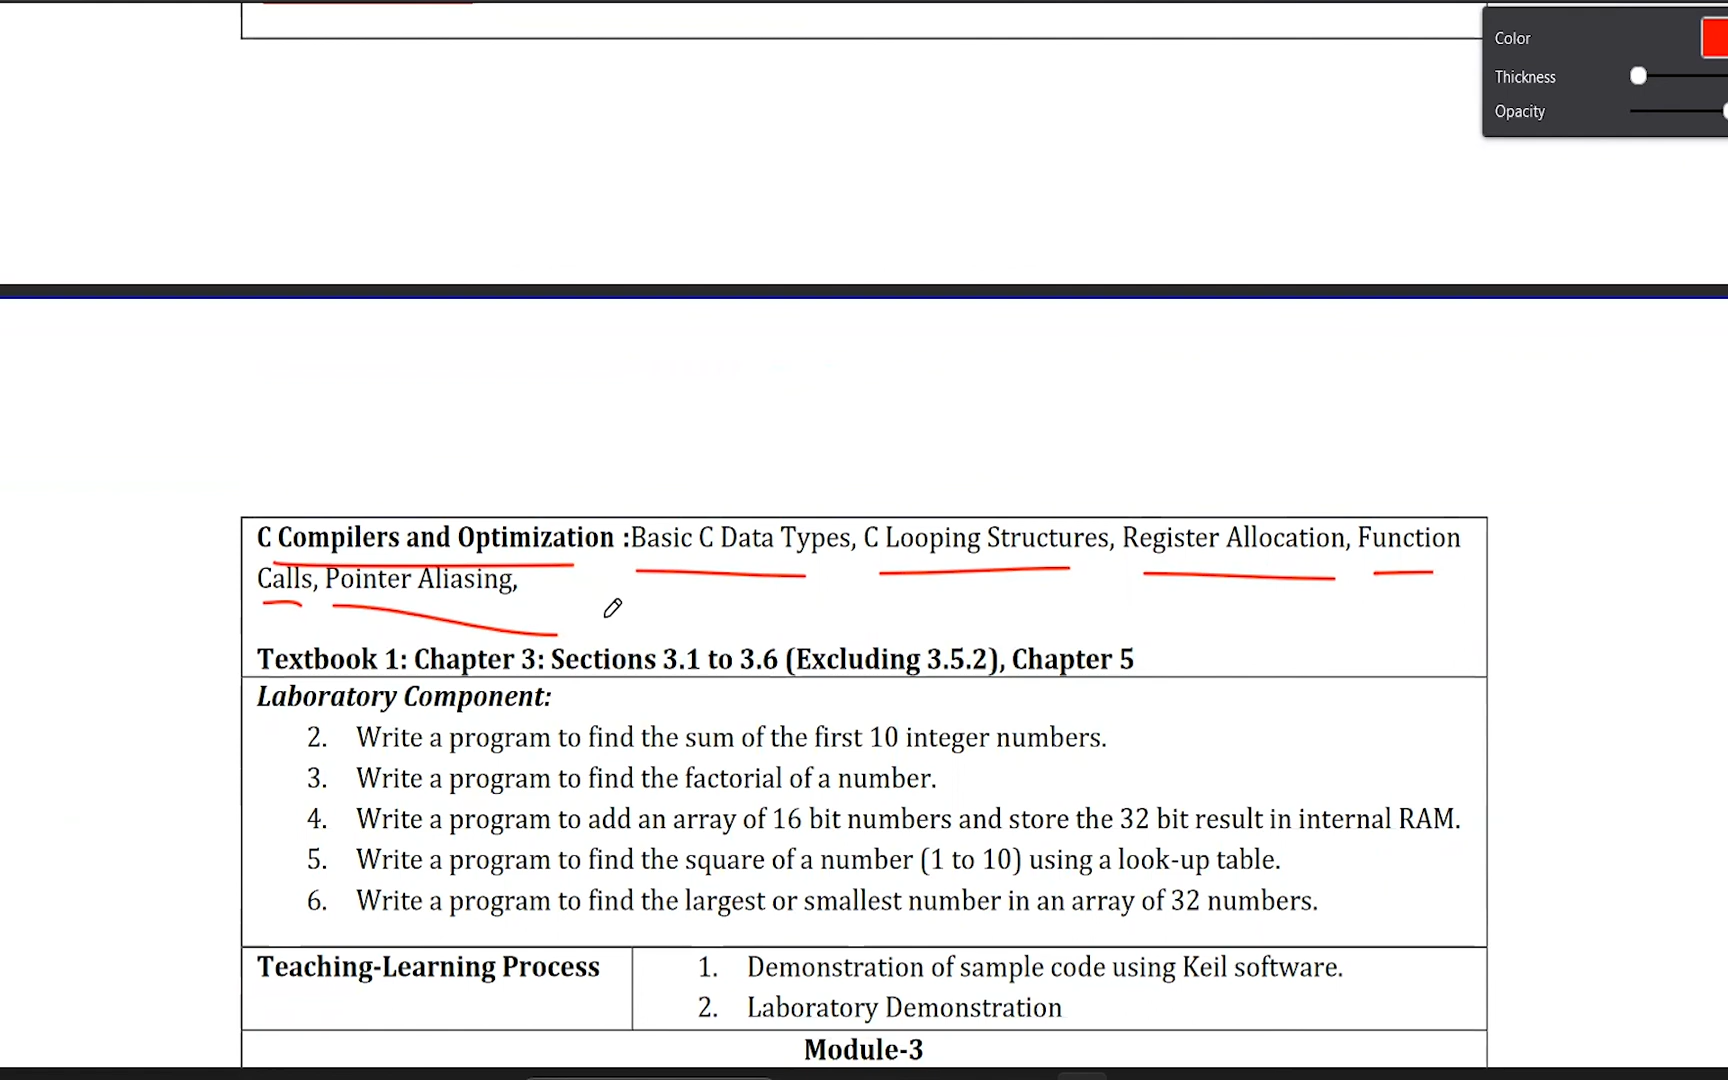 Color
Thickness
Opacity
C Compilers and Optimization :Basic C Data Types, C Looping Structures, Register Allocation, Function
Calls, Pointer Aliasing,
Textbook 1: Chapter 3: Sections 3.1 to 3.6 (Excluding 3.5.2), Chapter 5
Laboratory Component:
2. Write a program to find the sum of the first 10 integer numbers.
3. Write a program to find the factorial of a number.
4. Write a program to add an array of 16 bit numbers and store the 32 bit result in internal RAM.
5. Write a program to find the square of a number (1 to 10) using a look-up table.
6. Write a program to find the largest or smallest number in an array of 32 numbers.
Teaching-Learning Process
1. Demonstration of sample code using Keil software.
2. Laboratory Demonstration
Module-3